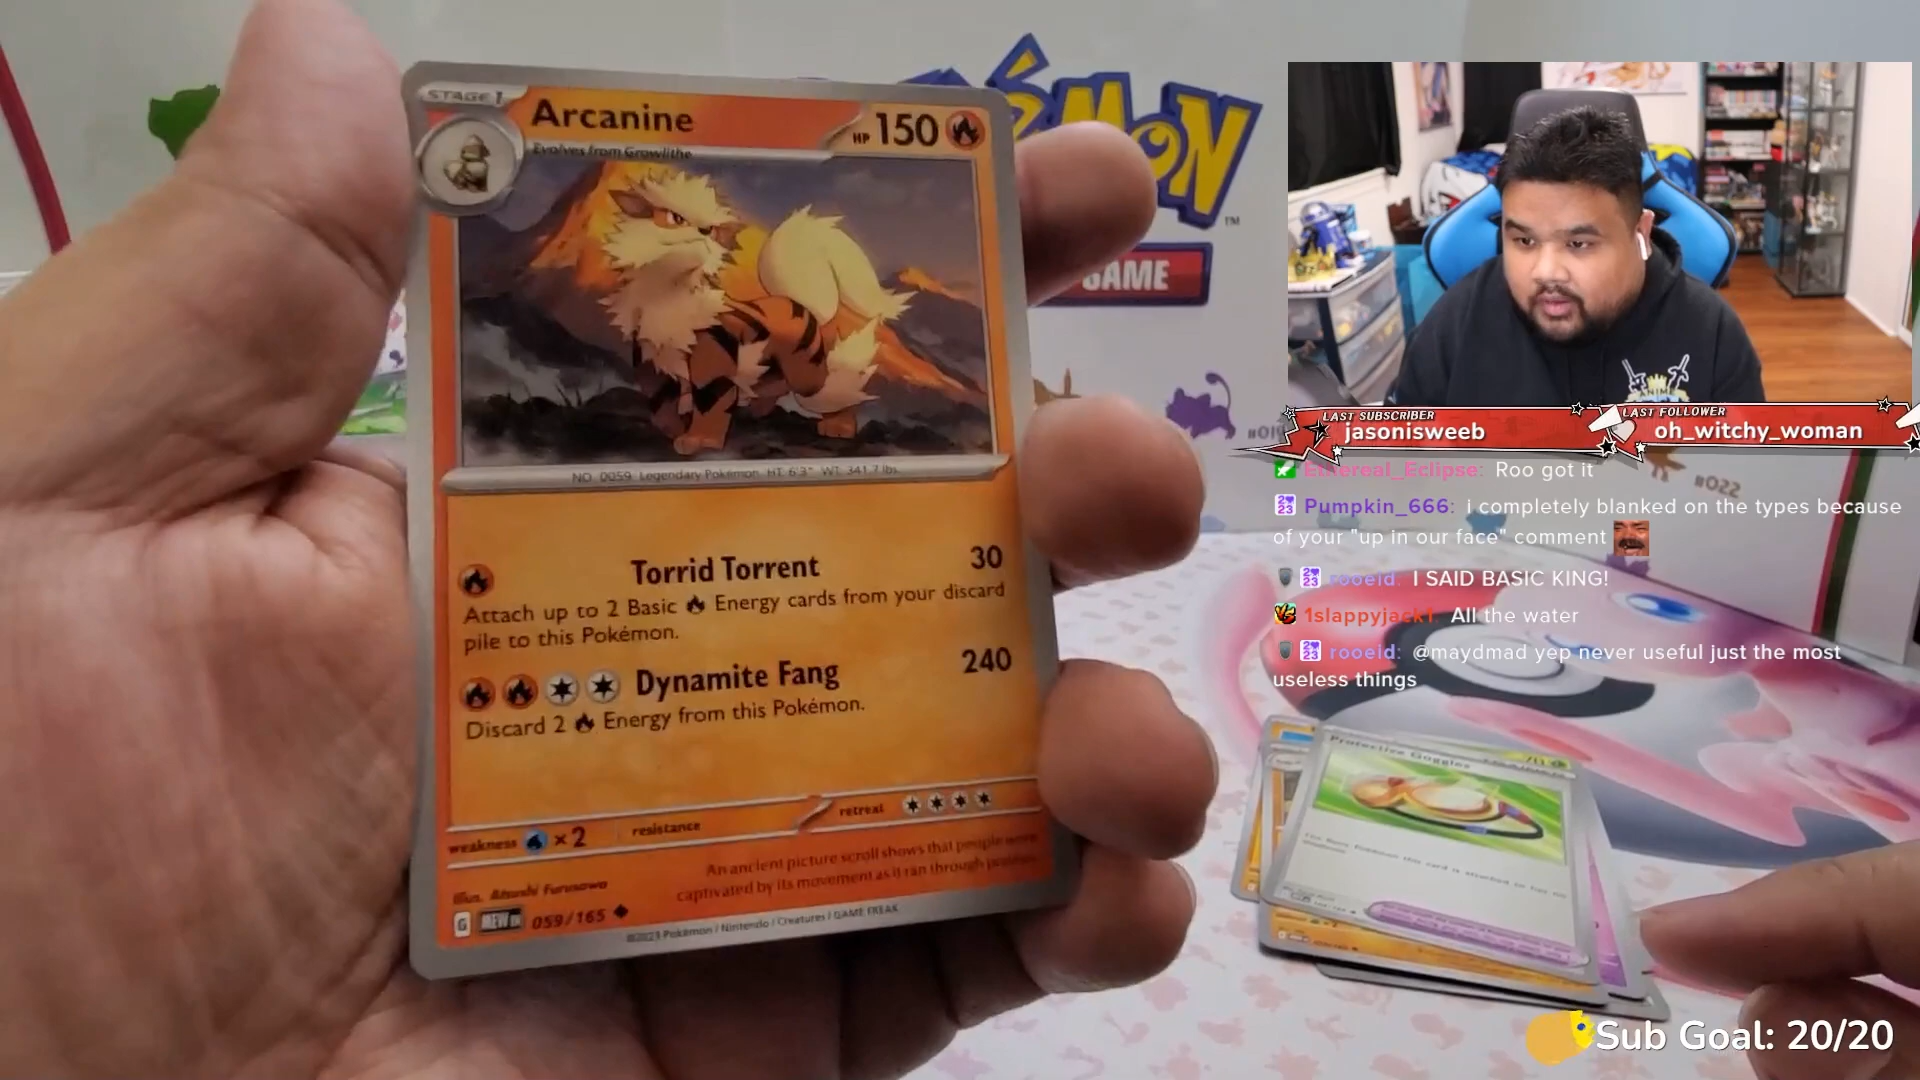 STAGE 1
Arcanine
HP 150
Evolves from Growlithe
NO. 0059 Legendary Pokémon HT: 6'3" WT: 341.7 lbs.
Torrid Torrent 30
Attach up to 2 Basic Energy cards from your discard
pile to this Pokémon.
Dynamite Fang 240
Discard 2 Energy from this Pokémon.
weakness ×2 resistance retreat
An ancient picture scroll shows that people were
captivated by its movement as it ran through prairies.
Illus. Atsushi Furusawa
G MEW EN 059/165
©2023 Pokémon / Nintendo / Creatures / GAME FREAK
POKÉMON
TM
GAME
LAST SUBSCRIBER
jasonisweeb
LAST FOLLOWER
oh_witchy_woman
Ethereal_Eclipse: Roo got it
#022
Pumpkin_666: i completely blanked on the types because
of your "up in our face" comment
rooeid: I SAID BASIC KING!
1slappyjack1: All the water
rooeid: @maydmad yep never useful just the most
useless things
Protective Goggles
Sub Goal: 20/20